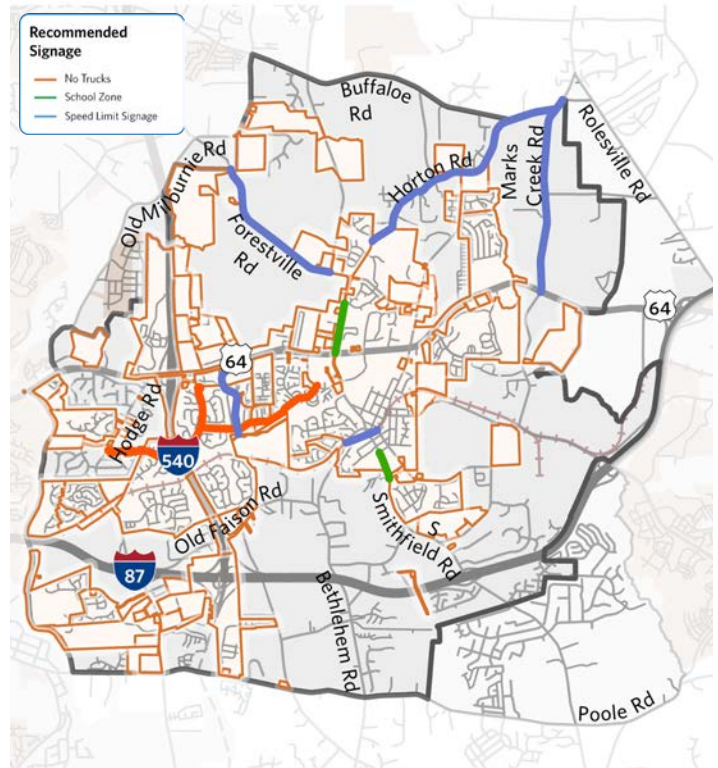 Recommended
Signage
No Trucks
School Zone
Speed Limit Signage
Buffaloe
Rd
Rolesville Rd
Horton Rd
Marks
Creek Rd
Old Milburnie Rd
Forestville
Rd
64
64
Hodge Rd
540
Old Faison Rd
S
Smithfield Rd
87
Bethlehem Rd
Poole Rd